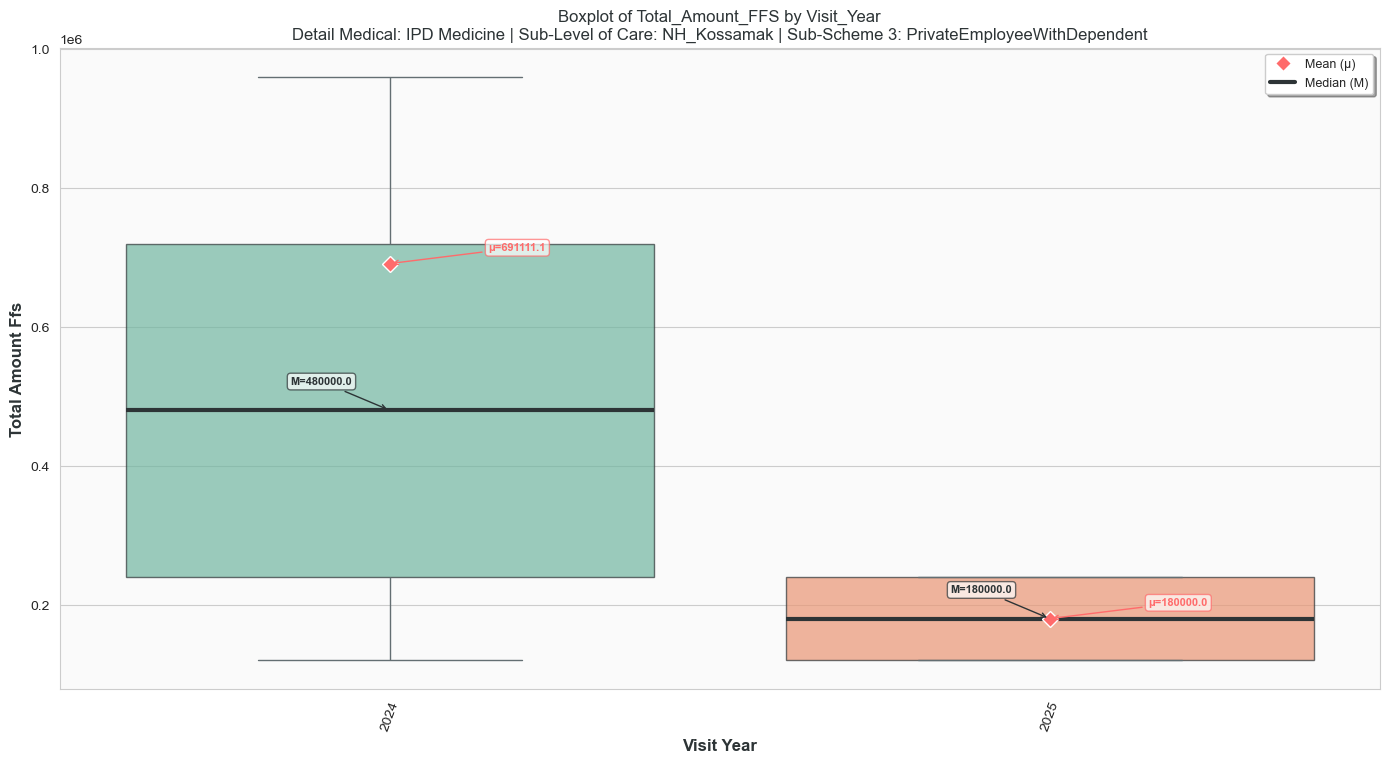 Boxplot of Total_Amount_FFS by Visit_Year
Detail Medical: IPD Medicine | Sub-Level of Care: NH_Kossamak | Sub-Scheme 3: PrivateEmployeeWithDependent
1e6
1.0
0.8
0.6
0.4
0.2
Total Amount Ffs
Mean (μ)
Median (M)
μ=691111.1
M=480000.0
M=180000.0
μ=180000.0
2024
2025
Visit Year